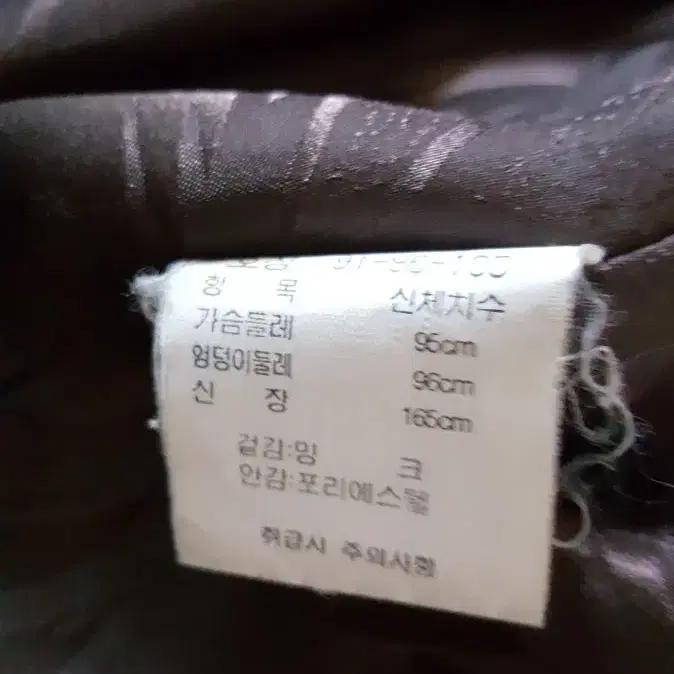 항 목 신체치수
가슴둘레 95cm
엉덩이둘레 96cm
신 장 165cm
겉감:밍 크
안감:포리에스텔
취급시 주의사항